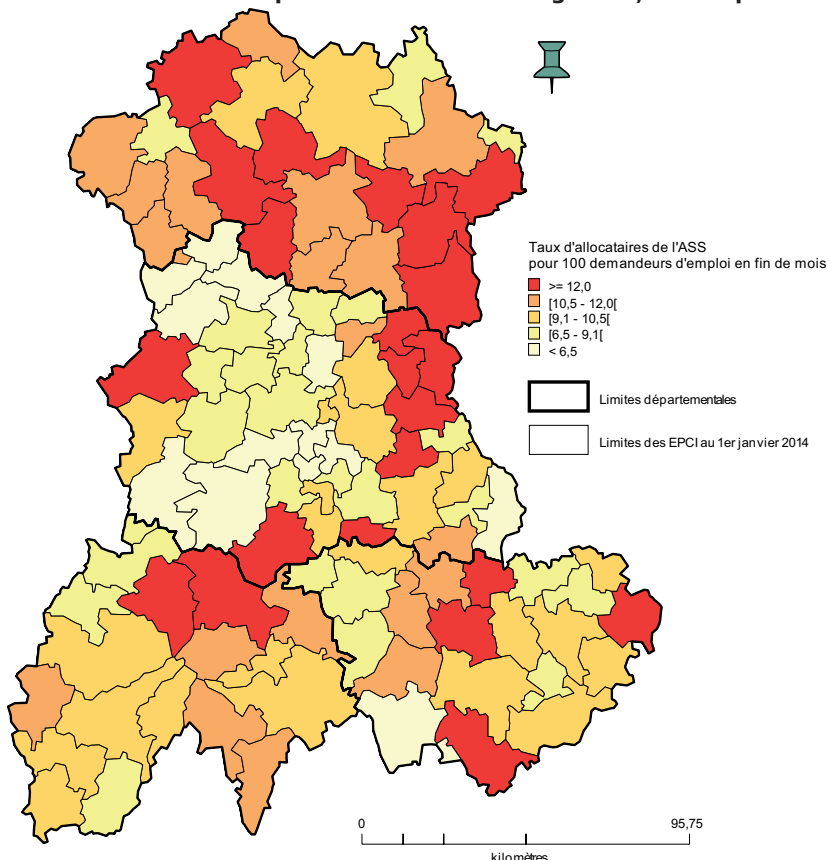 Taux d'allocataires de l'ASS
pour 100 demandeurs d'emploi en fin de mois
>= 12,0
[10,5 - 12,0[
[9,1 - 10,5[
[6,5 - 9,1[
< 6,5
Limites départementales
Limites des EPCI au 1er janvier 2014
0 95,75
kilomètres